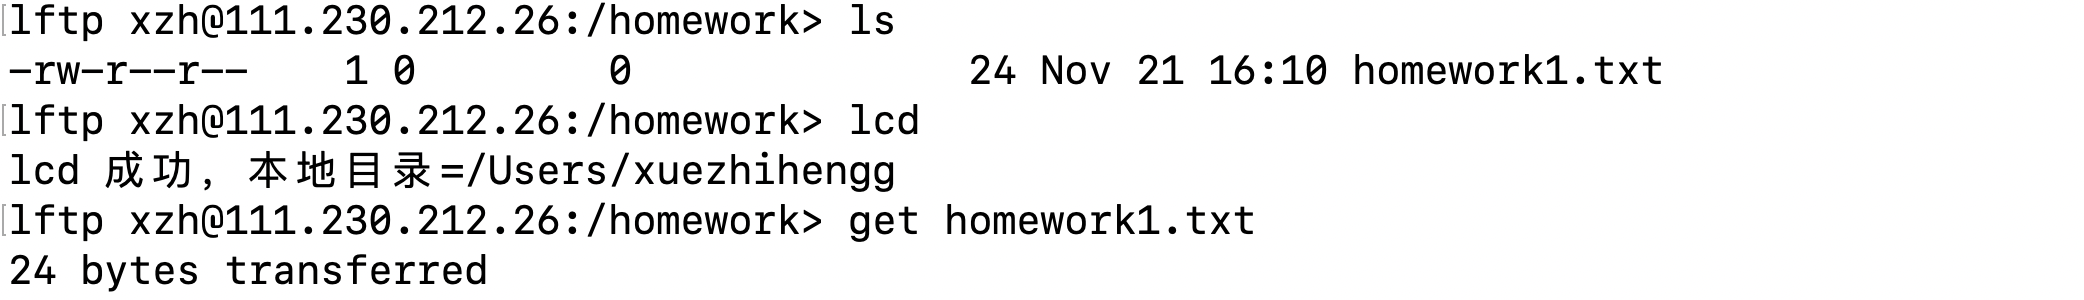 lftp xzh@111.230.212.26:/homework> ls
-rw-r--r--    1 0        0              24 Nov 21 16:10 homework1.txt
lftp xzh@111.230.212.26:/homework> lcd
lcd 成功, 本地目录=/Users/xuezhihengg
lftp xzh@111.230.212.26:/homework> get homework1.txt
24 bytes transferred